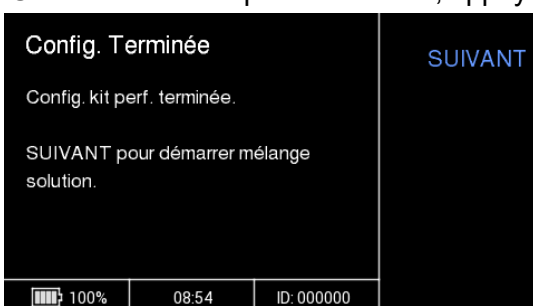 Config. Terminée
SUIVANT
Config. kit perf. terminée.
SUIVANT pour démarrer mélange
solution.
100%
08:54
ID: 000000